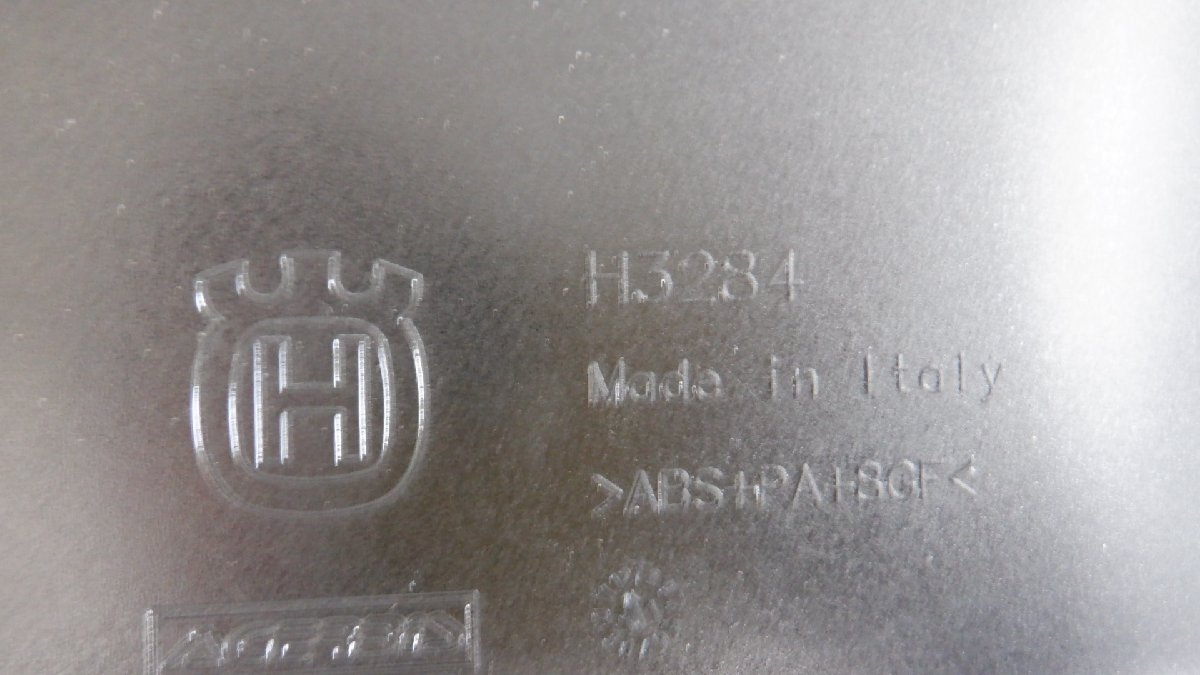 H
H3284
Made in Italy
>ABS+PA+8GF<